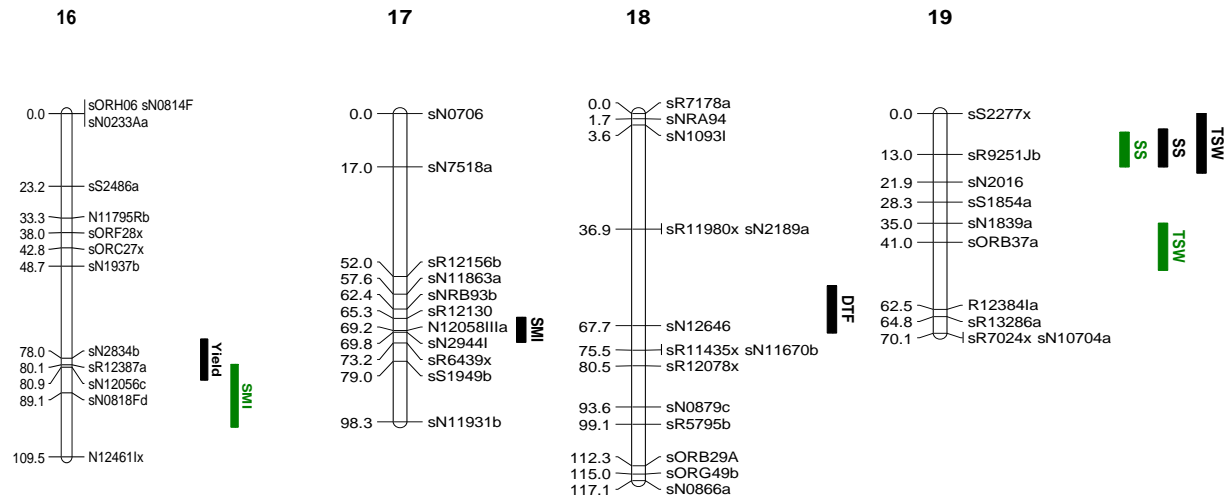 16
17
18
19
0.0 sORH06 sN0814F
sN0233Aa
23.2 sS2486a
33.3 N11795Rb
38.0 sORF28x
42.8 sORC27x
48.7 sN1937b
78.0 sN2834b
80.1 sR12387a
80.9 sN12056c
89.1 sN0818Fd
109.5 N12461Ix
Yield
SMI
0.0 sN0706
17.0 sN7518a
52.0 sR12156b
57.6 sN11863a
62.4 sNRB93b
65.3 sR12130
69.2 N12058IIIa
69.8 sN2944I
73.2 sR6439x
79.0 sS1949b
98.3 sN11931b
SMI
0.0 sR7178a
1.7 sNRA94
3.6 sN1093I
36.9 sR11980x sN2189a
67.7 sN12646
75.5 sR11435x sN11670b
80.5 sR12078x
93.6 sN0879c
99.1 sR5795b
112.3 sORB29A
115.0 sORG49b
117.1 sN0866a
DTF
0.0 sS2277x
13.0 sR9251Jb
21.9 sN2016
28.3 sS1854a
35.0 sN1839a
41.0 sORB37a
62.5 R12384Ia
64.8 sR13286a
70.1 sR7024x sN10704a
SS
SS
TSW
TSW